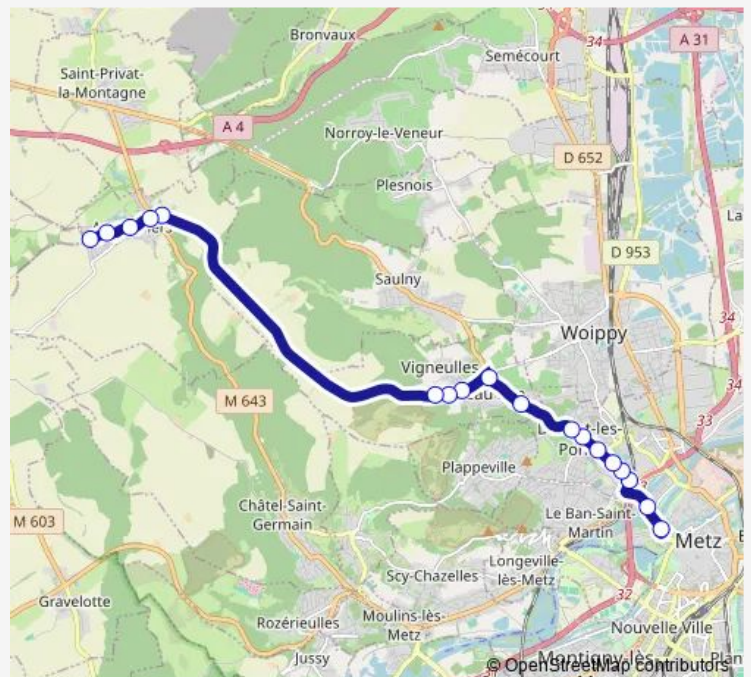 Bronvaux
34
A 31
Semécourt
Saint-Privat-
la-Montagne
A 4
Norroy-le-Veneur
D 652
Plesnois
La
D 953
Saulny
34
Woippy
Vigneulles
M 643
33
Plappeville
Châtel-Saint-
Germain
M 603
Le Ban-Saint-
Martin
Metz
Longeville-
lès-Metz
Scy-Chazelles
32
Gravelotte
Rozérieulles
Moulins-lès-
Metz
Nouvelle Ville
Jussy
© OpenStreetMap contributors